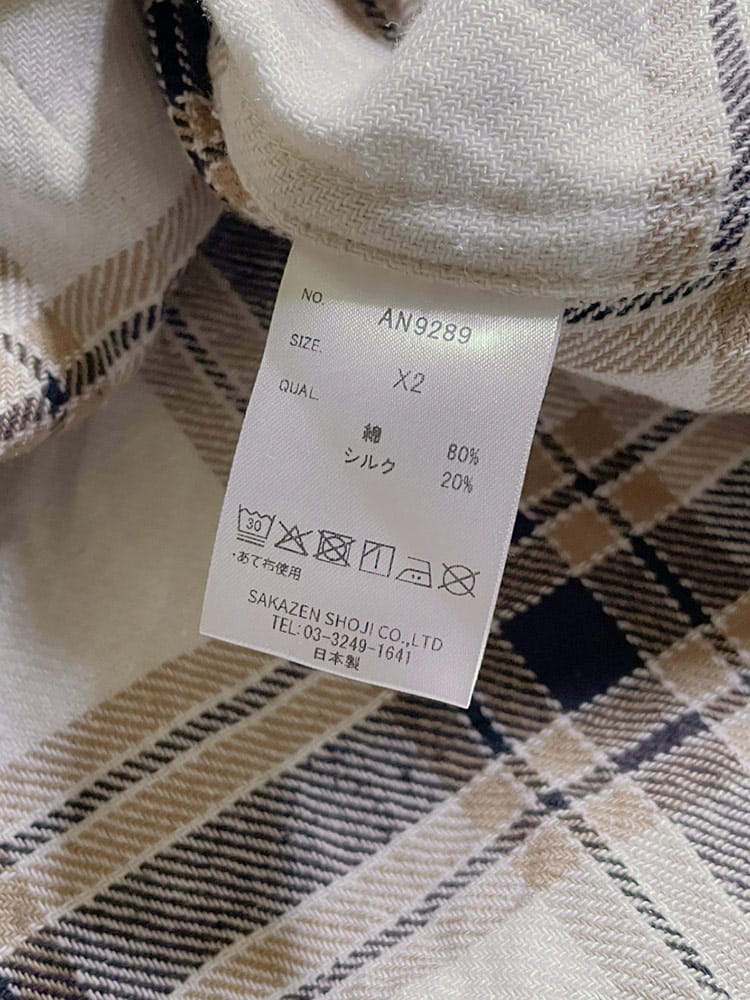 NO. AN9289
SIZE. X2
QUAL.
綿 80%
シルク 20%
30
・あて布使用
SAKAZEN SHOJI CO.,LTD
TEL:03-3249-1641
日本製